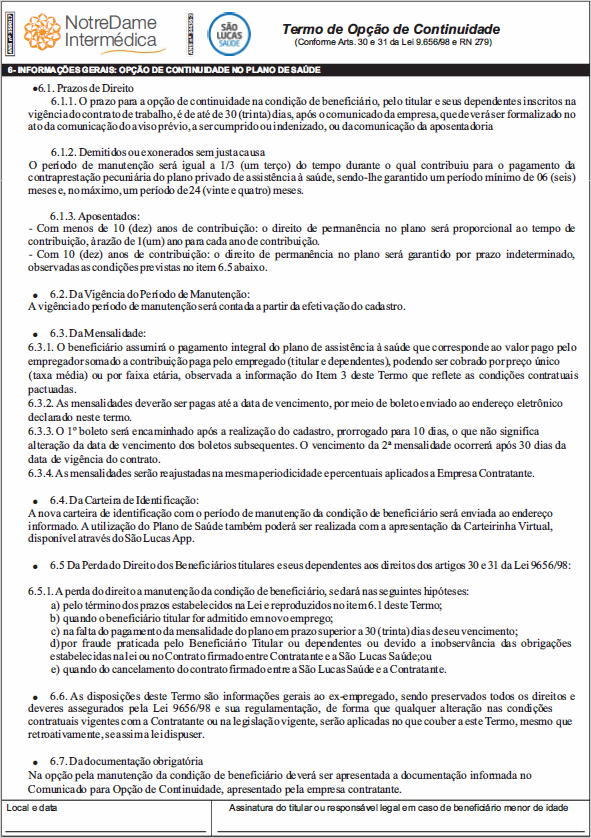 ANS nº 359017
NotreDame
Intermédica
SÃO
LUCAS
SAÚDE
Termo de Opção de Continuidade
(Conforme Arts. 30 e 31 da Lei 9.656/98 e RN 279)
6- INFORMAÇÕES GERAIS: OPÇÃO DE CONTINUIDADE NO PLANO DE SAÚDE
•6.1. Prazos de Direito
6.1.1. O prazo para a opção de continuidade na condição de beneficiário, pelo titular e seus dependentes inscritos na
vigência do contrato de trabalho, é de até de 30 (trinta) dias, após o comunicado da empresa, que deverá ser formalizado no
ato da comunicação do aviso prévio, a ser cumprido ou indenizado, ou da comunicação da aposentadoria
6.1.2. Demitidos ou exonerados sem justa causa
O período de manutenção será igual a 1/3 (um terço) do tempo durante o qual contribuiu para o pagamento da
contraprestação pecuniária do plano privado de assistência à saúde, sendo-lhe garantido um período mínimo de 06 (seis)
meses e, no máximo, um período de 24 (vinte e quatro) meses.
6.1.3. Aposentados:
- Com menos de 10 (dez) anos de contribuição: o direito de permanência no plano será proporcional ao tempo de
contribuição, à razão de 1(um) ano para cada ano de contribuição.
- Com 10 (dez) anos de contribuição: o direito de permanência no plano será garantido por prazo indeterminado,
observadas as condições previstas no item 6.5 abaixo.
• 6.2. Da Vigência do Período de Manutenção:
A vigência do período de manutenção será contada a partir da efetivação do cadastro.
• 6.3. Da Mensalidade:
6.3.1. O beneficiário assumirá o pagamento integral do plano de assistência à saúde que corresponde ao valor pago pelo
empregador somado a contribuição paga pelo empregado (titular e dependentes), podendo ser cobrado por preço único
(taxa média) ou por faixa etária, observada a informação do Item 3 deste Termo que reflete as condições contratuais
pactuadas.
6.3.2. As mensalidades deverão ser pagas até a data de vencimento, por meio de boleto enviado ao endereço eletrônico
declarado neste termo.
6.3.3. O 1º boleto será encaminhado após a realização do cadastro, prorrogado para 10 dias, o que não significa
alteração da data de vencimento dos boletos subsequentes. O vencimento da 2ª mensalidade ocorrerá após 30 dias da
data de vigência do contrato.
6.3.4. As mensalidades serão reajustadas na mesma periodicidade e percentuais aplicados a Empresa Contratante.
• 6.4. Da Carteira de Identificação:
A nova carteira de identificação com o período de manutenção da condição de beneficiário será enviada ao endereço
informado. A utilização do Plano de Saúde também poderá ser realizada com a apresentação da Carteirinha Virtual,
disponível através do São Lucas App.
• 6.5 Da Perda do Direito dos Beneficiários titulares e seus dependentes aos direitos dos artigos 30 e 31 da Lei 9656/98:
6.5.1. A perda do direito a manutenção da condição de beneficiário, se dará nas seguintes hipóteses:
a) pelo término dos prazos estabelecidos na Lei e reproduzidos no item 6.1 deste Termo;
b) quando o beneficiário titular for admitido em novo emprego;
c) na falta do pagamento da mensalidade do plano em prazo superior a 30 (trinta) dias de seu vencimento;
d) por fraude praticada pelo Beneficiário Titular ou dependentes ou devido a inobservância das obrigações
estabelecidas na lei ou no Contrato firmado entre Contratante e a São Lucas Saúde;ou
e) quando do cancelamento do contrato firmado entre a São Lucas Saúde e a Contratante.
• 6.6. As disposições deste Termo são informações gerais ao ex-empregado, sendo preservados todos os direitos e
deveres assegurados pela Lei 9656/98 e sua regulamentação, de forma que qualquer alteração nas condições
contratuais vigentes com a Contratante ou na legislação vigente, serão aplicadas no que couber a este Termo, mesmo que
retroativamente, se assim a lei dispuser.
• 6.7. Da documentação obrigatória
Na opção pela manutenção da condição de beneficiário deverá ser apresentada a documentação informada no
Comunicado para Opção de Continuidade, apresentado pela empresa contratante.
Local e data
Assinatura do titular ou responsável legal em caso de beneficiário menor de idade